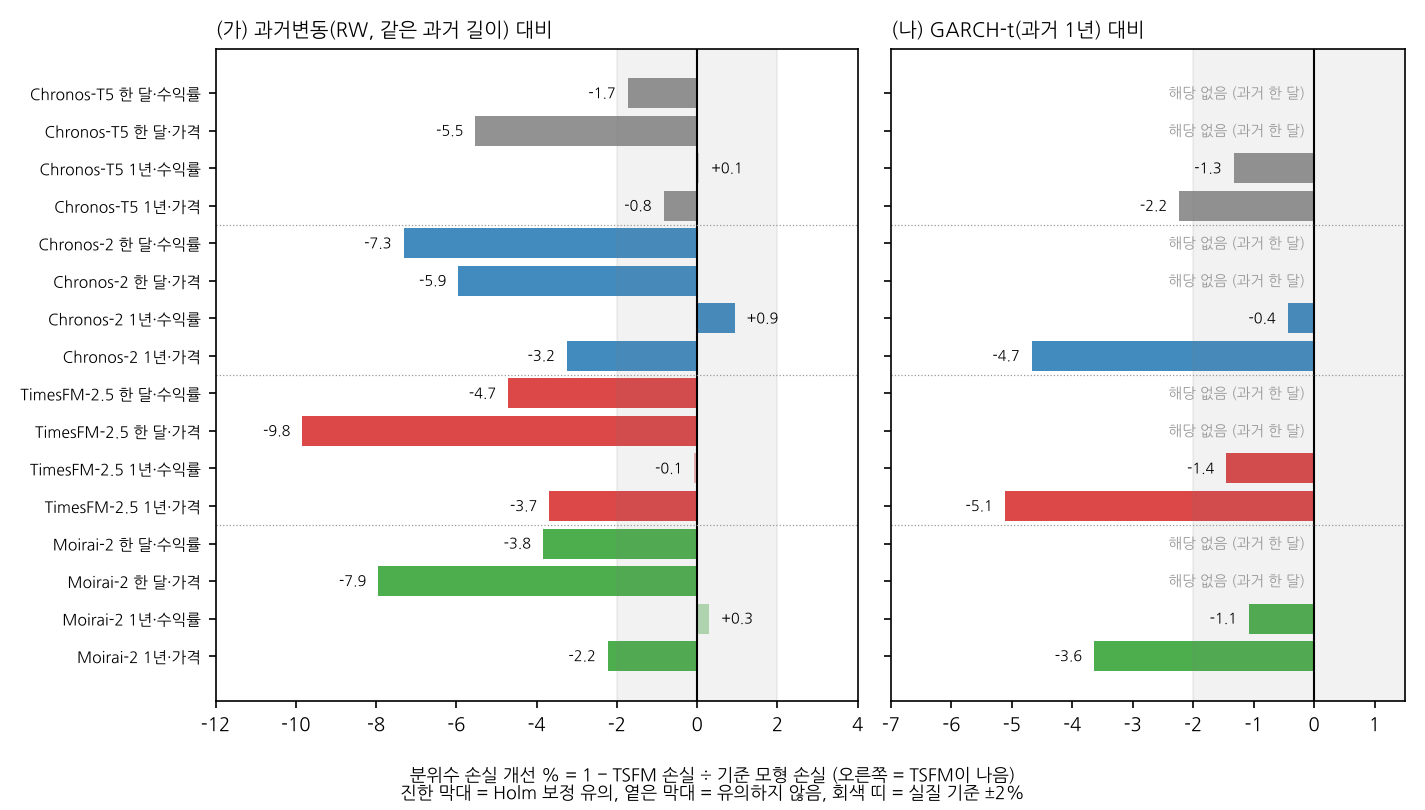 (가) 과거변동(RW, 같은 과거 길이) 대비
Chronos-T5 한 달·수익률
-1.7
Chronos-T5 한 달·가격
-5.5
Chronos-T5 1년·수익률
+0.1
Chronos-T5 1년·가격
-0.8
Chronos-2 한 달·수익률
-7.3
Chronos-2 한 달·가격
-5.9
Chronos-2 1년·수익률
+0.9
Chronos-2 1년·가격
-3.2
TimesFM-2.5 한 달·수익률
-4.7
TimesFM-2.5 한 달·가격
-9.8
TimesFM-2.5 1년·수익률
-0.1
TimesFM-2.5 1년·가격
-3.7
Moirai-2 한 달·수익률
-3.8
Moirai-2 한 달·가격
-7.9
Moirai-2 1년·수익률
+0.3
Moirai-2 1년·가격
-2.2
-12 -10 -8 -6 -4 -2 0 2 4
(나) GARCH-t(과거 1년) 대비
해당 없음 (과거 한 달)
해당 없음 (과거 한 달)
-1.3
-2.2
해당 없음 (과거 한 달)
해당 없음 (과거 한 달)
-0.4
-4.7
해당 없음 (과거 한 달)
해당 없음 (과거 한 달)
-1.4
-5.1
해당 없음 (과거 한 달)
해당 없음 (과거 한 달)
-1.1
-3.6
-7 -6 -5 -4 -3 -2 -1 0 1
분위수 손실 개선 % = 1 − TSFM 손실 ÷ 기준 모형 손실 (오른쪽 = TSFM이 나음)
진한 막대 = Holm 보정 유의, 옅은 막대 = 유의하지 않음, 회색 띠 = 실질 기준 ±2%